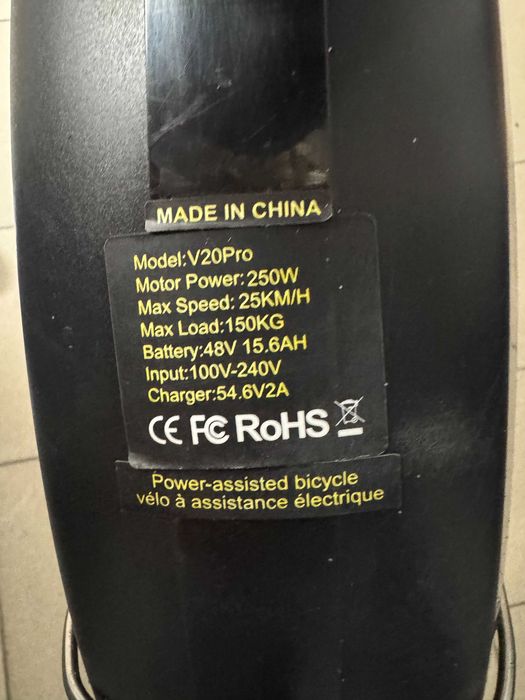 MADE IN CHINA
Model:V20Pro
Motor Power:250W
Max Speed: 25KM/H
Max Load:150KG
Battery:48V 15.6AH
Input:100V-240V
Charger:54.6V2A
CE FC RoHS
Power-assisted bicycle
vélo à assistance électrique